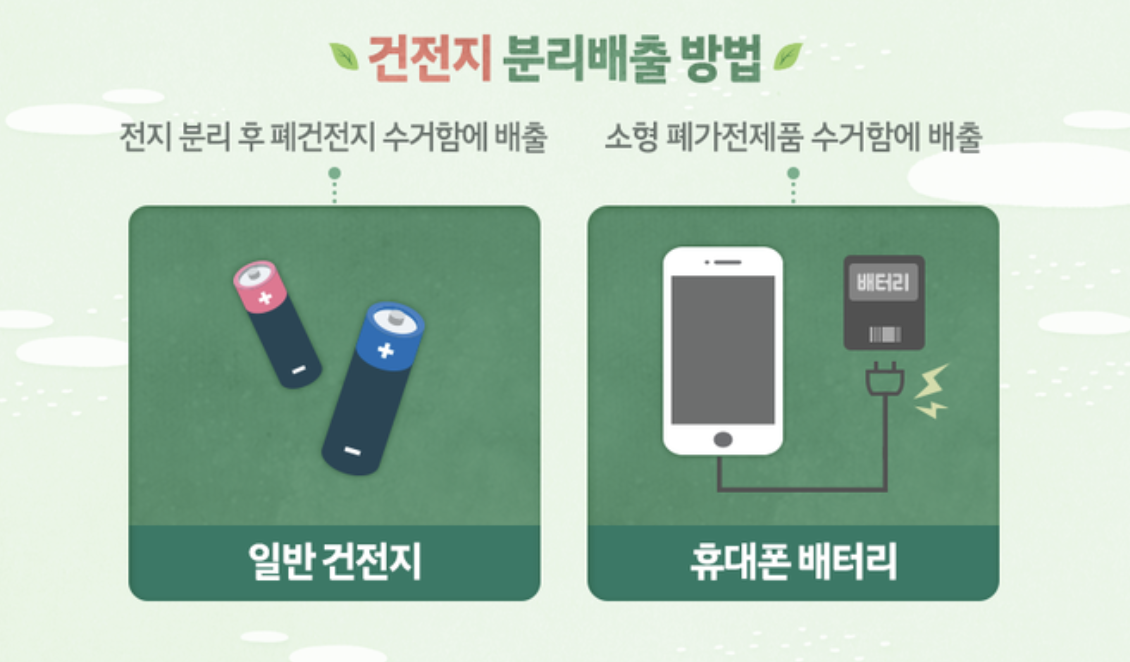 건전지 분리배출 방법
전지 분리 후 폐건전지 수거함에 배출
소형 폐가전제품 수거함에 배출
배터리
일반 건전지
휴대폰 배터리